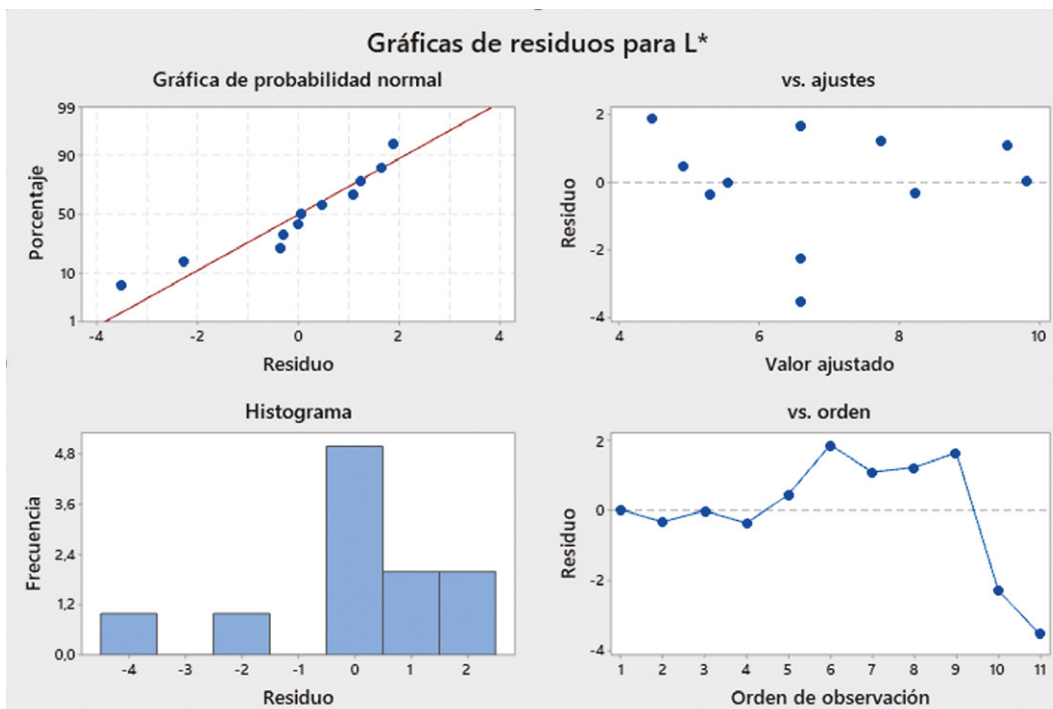 Gráficas de residuos para L*
Gráfica de probabilidad normal
99
90
50
10
1
Porcentaje
-4 -2 0 2 4
Residuo
vs. ajustes
2
0
-2
-4
Residuo
4 6 8 10
Valor ajustado
Histograma
4,8
3,6
2,4
1,2
0,0
Frecuencia
-4 -3 -2 -1 0 1 2
Residuo
vs. orden
2
0
-2
-4
Residuo
1 2 3 4 5 6 7 8 9 10 11
Orden de observación